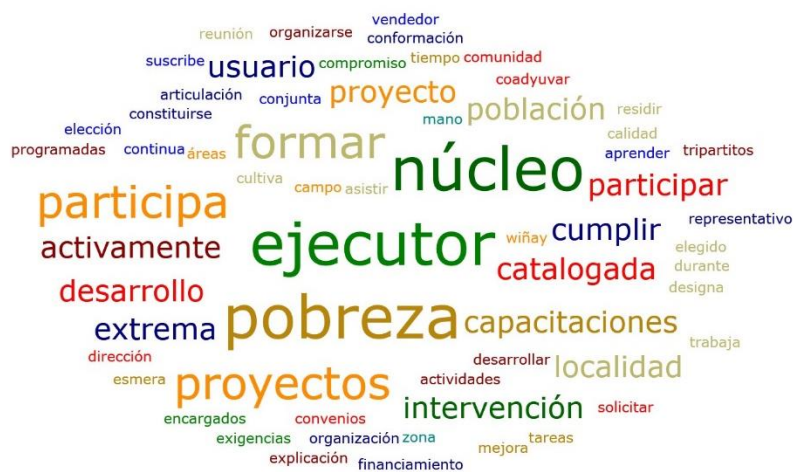 vendedor
reunión organizarse conformación
suscribe usuario compromiso tiempo comunidad
articulación conjunta proyecto población coadyuvar
constituirse mano residir
elección formar núcleo calidad
programadas continua áreas aprender tripartitos
cultiva campo asistir participar
participa representativo
activamente ejecutor wiñay cumplir elegido
catalogada durante
desarrollo designa
extrema pobreza capacitaciones
trabaja
dirección desarrollar localidad
esmera proyectos actividades
intervención solicitar
encargados convenios
exigencias organización zona mejora tareas
explicación financiamiento